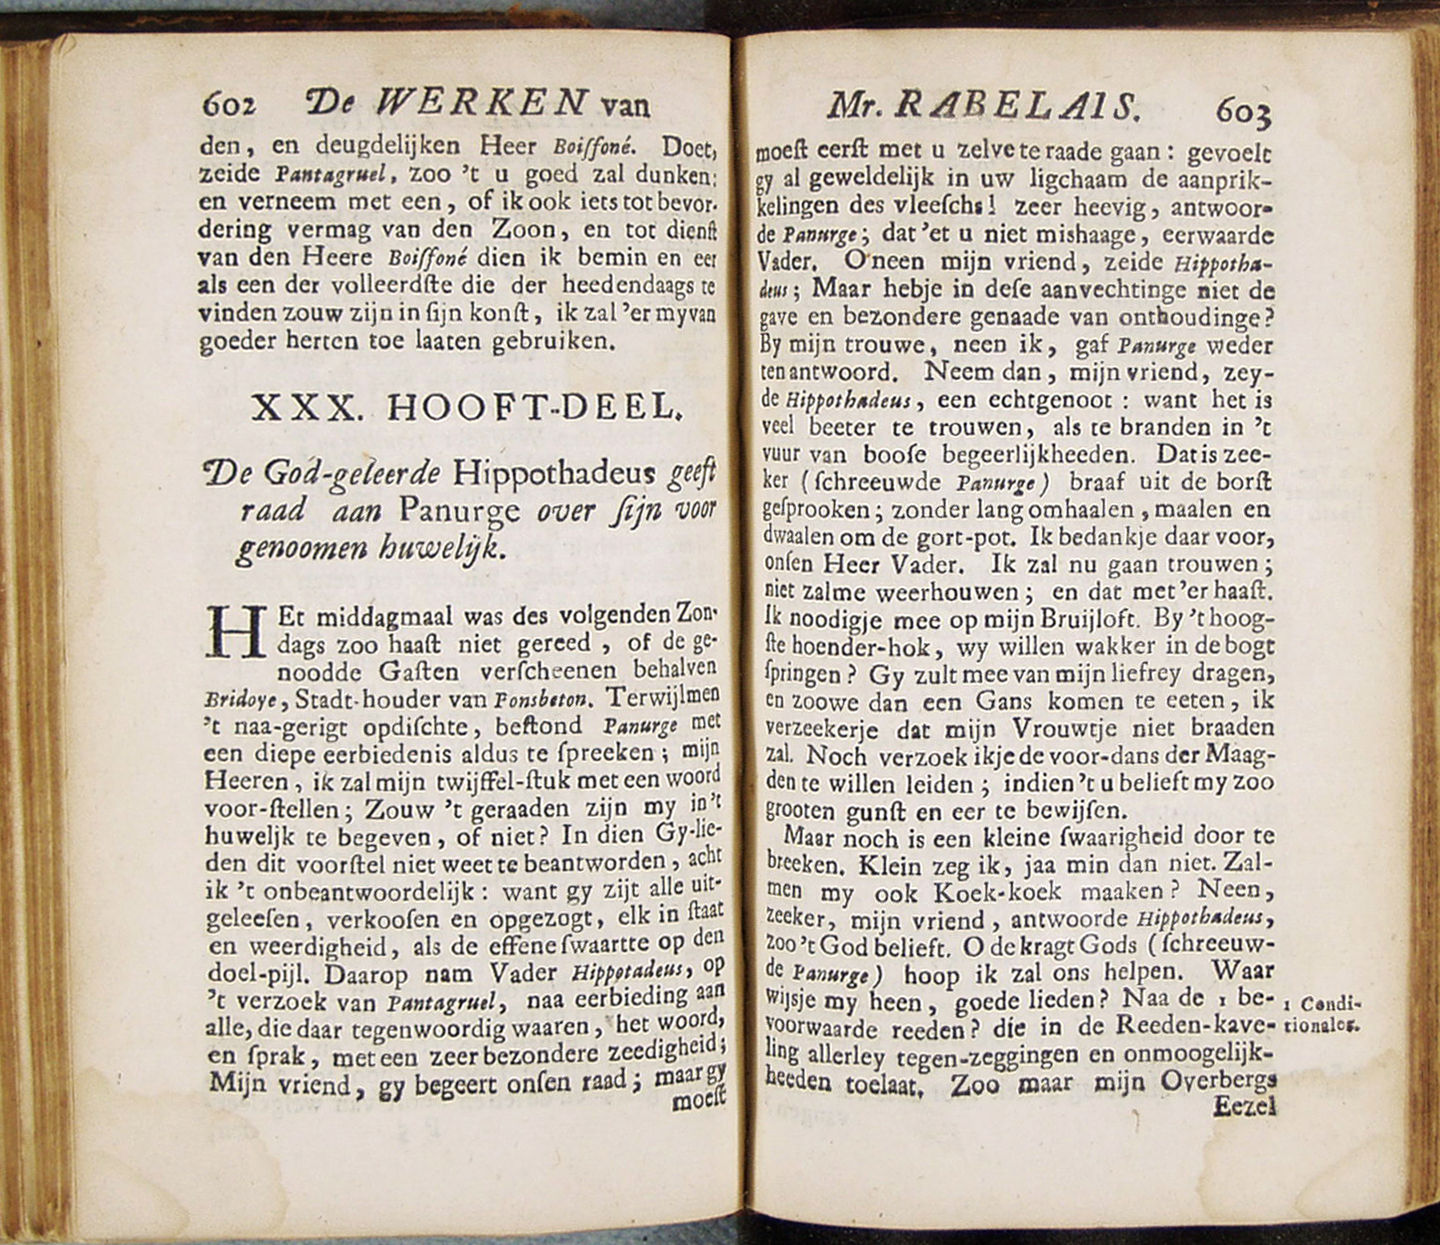 602 De WERKEN van
den, en deugdelijken Heer Boiſſoné. Doet,
zeide Pantagruel, zoo 't u goed zal dunken;
en verneem met een, of ik ook iets tot bevor-
dering vermag van den Zoon, en tot dienſt
van den Heere Boiſſoné dien ik bemin en eer
als een der volleerdſte die der heedendaags te
vinden zouw zijn in ſijn konſt, ik zal 'er my van
goeder herten toe laaten gebruiken.
XXX. HOOFT-DEEL.
De God-geleerde Hippothadeus geeft
raad aan Panurge over ſijn voor
genoomen huwelijk.
HEt middagmaal was des volgenden Zon-
dags zoo haaſt niet gereed, of de ge-
noodde Gaſten verſcheenen behalven
Bridoye, Stadt-houder van Fonsbeton. Terwijlmen
't naa-gerigt opdiſchte, beſtond Panurge met
een diepe eerbiedenis aldus te ſpreeken; mijn
Heeren, ik zal mijn twijffel-ſtuk met een woord
voor-ſtellen; Zouw 't geraaden zijn my in 't
huweljk te begeven, of niet? In dien Gy-lie-
den dit voorſtel niet weet te beantworden, acht
ik 't onbeantwoordelijk: want gy zijt alle uit-
geleeſen, verkooſen en opgezogt, elk in ſtaat
en weerdigheid, als de effene ſwaartte op den
doel-pijl. Daarop nam Vader Hippotadeus, op
't verzoek van Pantagruel, naa eerbieding aan
alle, die daar tegenwoordig waaren, het woord,
en ſprak, met een zeer bezondere zeedigheid;
Mijn vriend, gy begeert onſen raad; maar gy
moeſt
Mr. RABELAIS. 603
moeſt eerſt met u zelve te raade gaan: gevoelt
gy al geweldelijk in uw ligchaam de aanprik-
kelingen des vleeſchs! zeer heevig, antwoor-
de Panurge; dat 'et u niet mishaage, eerwaarde
Vader. O neen mijn vriend, zeide Hippotha-
deus; Maar hebje in deſe aanvechtinge niet de
gave en bezondere genaade van onthoudinge?
By mijn trouwe, neen ik, gaf Panurge weder
ten antwoord. Neem dan, mijn vriend, zey-
de Hippothadeus, een echtgenoot: want het is
veel beeter te trouwen, als te branden in 't
vuur van booſe begeerlijkheeden. Dat is zee-
ker (ſchreeuwde Panurge) braaf uit de borſt
geſprooken; zonder lang omhaalen, maalen en
dwaalen om de gort-pot. Ik bedankje daar voor,
onſen Heer Vader. Ik zal nu gaan trouwen;
niet zalme weerhouwen; en dat met 'er haaſt.
Ik noodigje mee op mijn Bruijloft. By 't hoog-
ſte hoender-hok, wy willen wakker in de bogt
ſpringen? Gy zult mee van mijn liefrey dragen,
en zoowe dan een Gans komen te eeten, ik
verzeekerje dat mijn Vrouwtje niet braaden
zal. Noch verzoek ikje de voor-dans der Maag-
den te willen leiden; indien 't u belieft my zoo
grooten gunſt en eer te bewijſen.
Maar noch is een kleine ſwaarigheid door te
breeken. Klein zeg ik, jaa min dan niet. Zal-
men my ook Koek-koek maaken? Neen,
zeeker, mijn vriend, antwoorde Hippothadeus,
zoo 't God belieft. O de kragt Gods (ſchreeuw-
de Panurge) hoop ik zal ons helpen. Waar
wijsje my heen, goede lieden? Naa de 1 be-
voorwaarde reeden? die in de Reeden-kave-
ling allerley tegen-zeggingen en onmoogelijk-
heeden toelaat. Zoo maar mijn Overbergs
Eezel
1 Condi-
tionales.